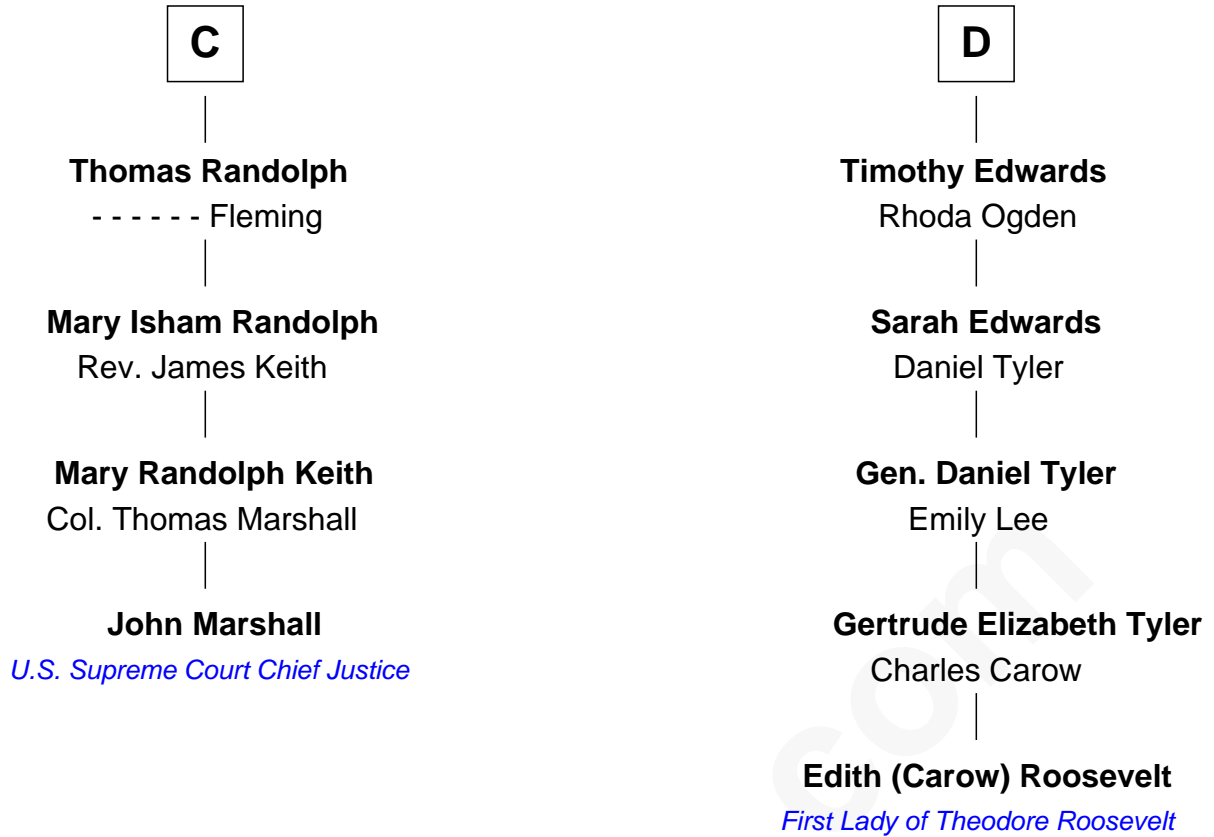 C
Thomas Randolph
- - - - - - Fleming
Mary Isham Randolph
Rev. James Keith
Mary Randolph Keith
Col. Thomas Marshall
John Marshall
U.S. Supreme Court Chief Justice
D
Timothy Edwards
Rhoda Ogden
Sarah Edwards
Daniel Tyler
Gen. Daniel Tyler
Emily Lee
Gertrude Elizabeth Tyler
Charles Carow
Edith (Carow) Roosevelt
First Lady of Theodore Roosevelt
com